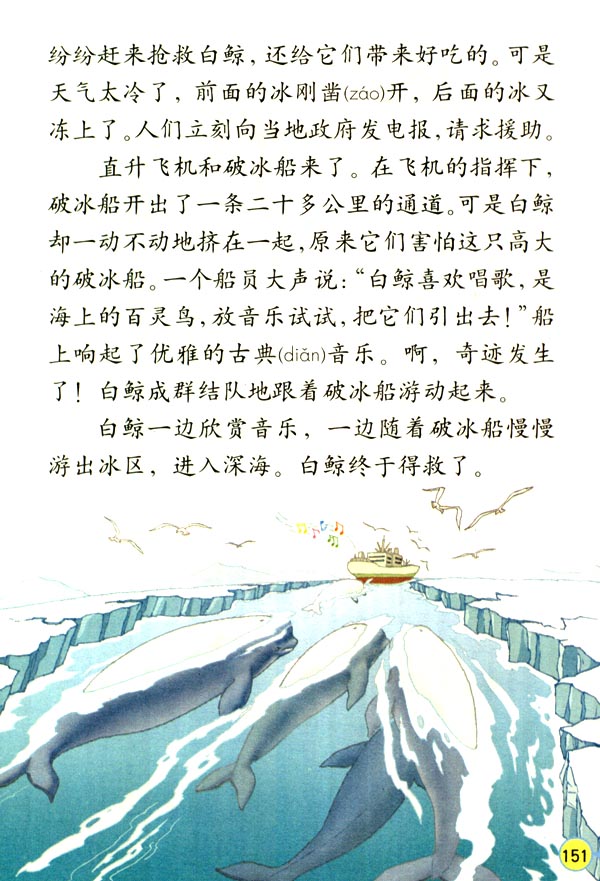 纷纷赶来抢救白鲸，还给它们带来好吃的。可是
天气太冷了，前面的冰刚凿(záo)开，后面的冰又
冻上了。人们立刻向当地政府发电报，请求援助。
直升飞机和破冰船来了。在飞机的指挥下，
破冰船开出了一条二十多公里的通道。可是白鲸
却一动不动地挤在一起，原来它们害怕这只高大
的破冰船。一个船员大声说：“白鲸喜欢唱歌，是
海上的百灵鸟，放音乐试试，把它们引出去！”船
上响起了优雅的古典(diǎn)音乐。啊，奇迹发生
了！白鲸成群结队地跟着破冰船游动起来。
白鲸一边欣赏音乐，一边随着破冰船慢慢
游出冰区，进入深海。白鲸终于得救了。
151